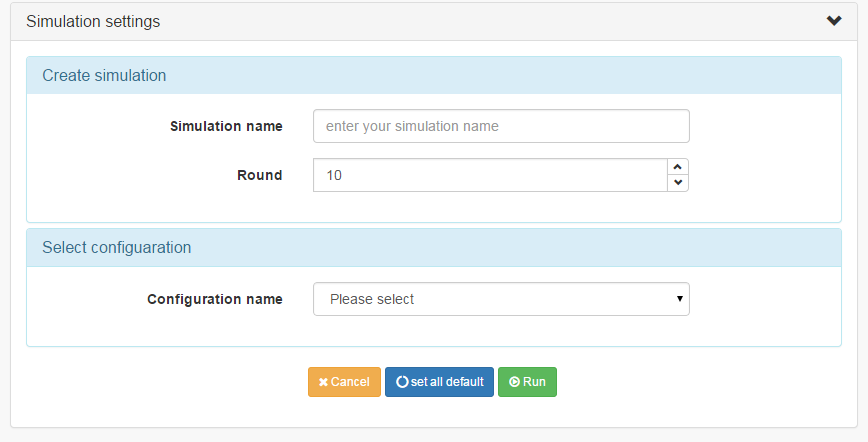 Simulation settings
Create simulation
Simulation name enter your simulation name
Round 10
Select configuaration
Configuration name Please select
Cancel set all default Run